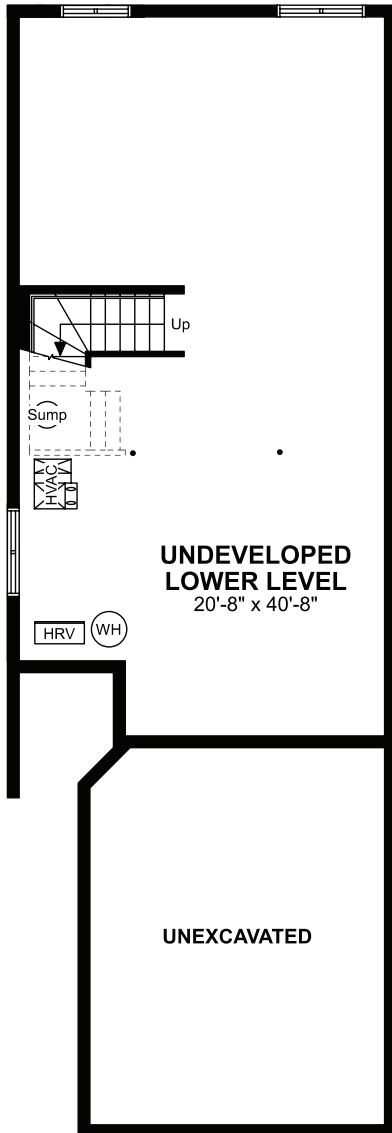 Up
Sump
HVAC
UNDEVELOPED
LOWER LEVEL
20'-8" x 40'-8"
HRV
WH
UNEXCAVATED